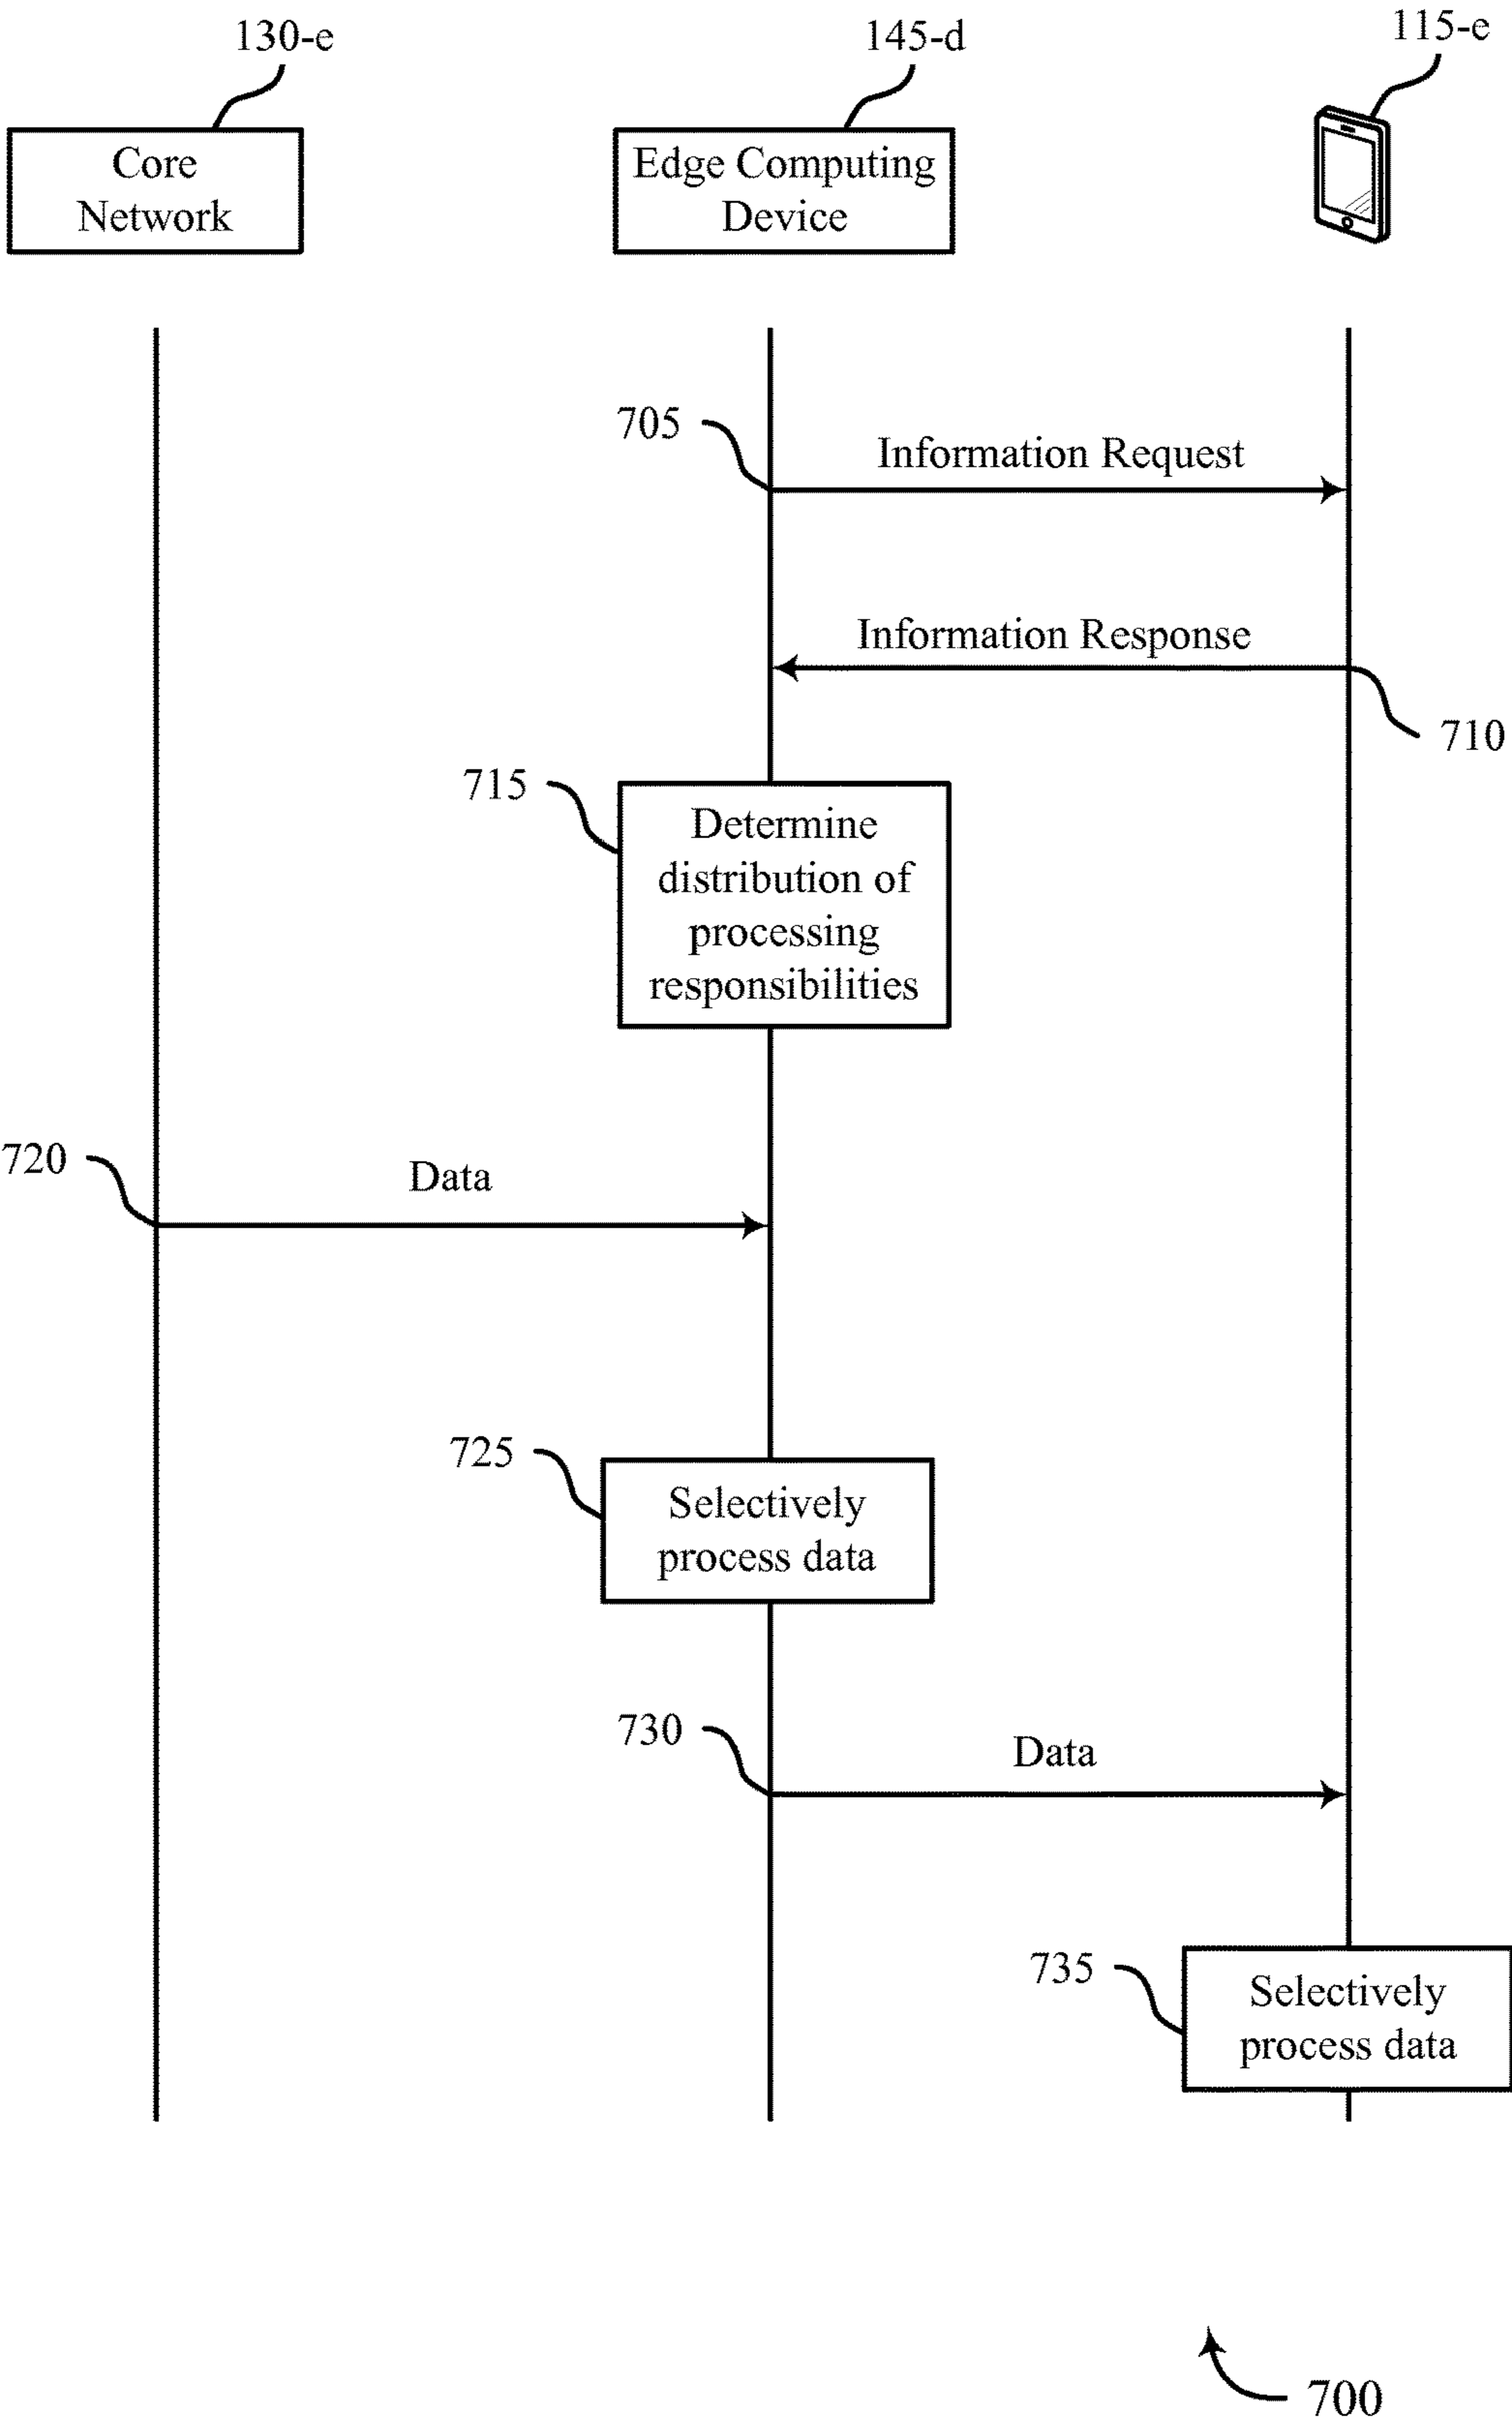 130-e
145-d
115-e
Core
Network
Edge Computing
Device
705
Information Request
Information Response
710
715
Determine
distribution of
processing
responsibilities
720
Data
725
Selectively
process data
730
Data
735
Selectively
process data
700